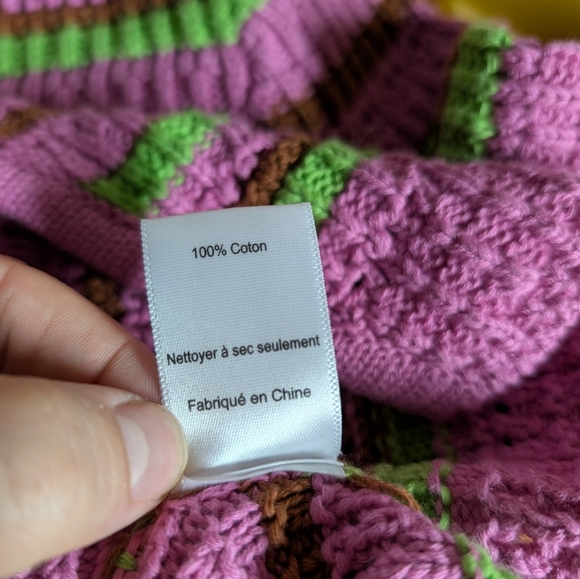 100% Coton
Nettoyer à sec seulement
Fabriqué en Chine